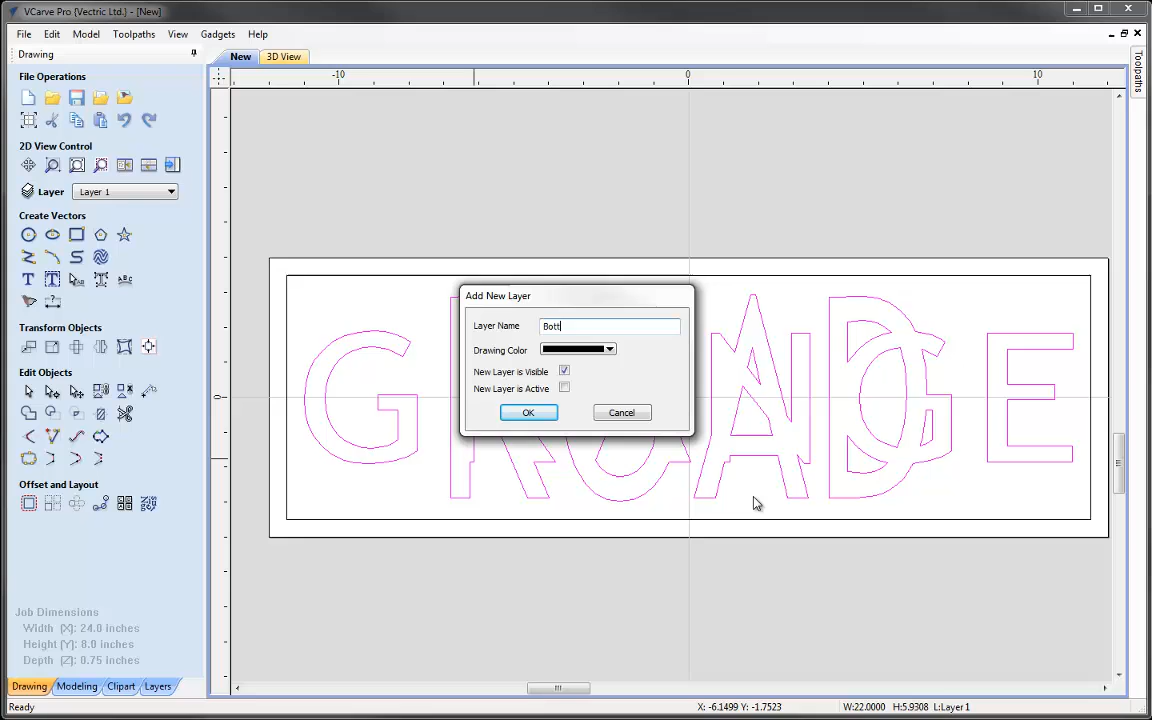 VCarve Pro {Vectric Ltd.} - [New]
File Edit Model Toolpaths View Gadgets Help
Drawing
New
3D View
Toolpaths
-10 0 10
File Operations
2D View Control
Layer Layer 1
Create Vectors
Transform Objects
Edit Objects
Offset and Layout
0
Add New Layer
Layer Name Bott
Drawing Color
New Layer is Visible
New Layer is Active
OK Cancel
Job Dimensions
Width (X): 24.0 inches
Height (Y): 8.0 inches
Depth (Z): 0.75 inches
Drawing Modeling Clipart Layers
Ready
X: -6.1499 Y: -1.7523 W:22.0000 H:5.9308 L:Layer 1